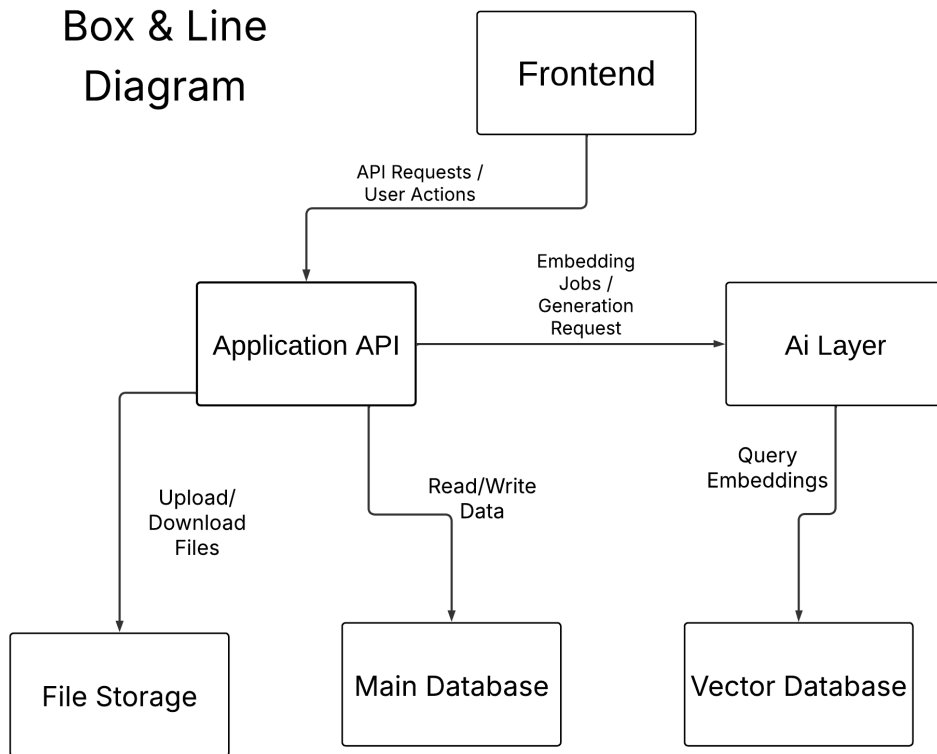 Box & Line
Diagram
Frontend
API Requests /
User Actions
Embedding
Jobs /
Generation
Request
Application API
Ai Layer
Query
Embeddings
Read/Write
Data
Upload/
Download
Files
File Storage
Main Database
Vector Database